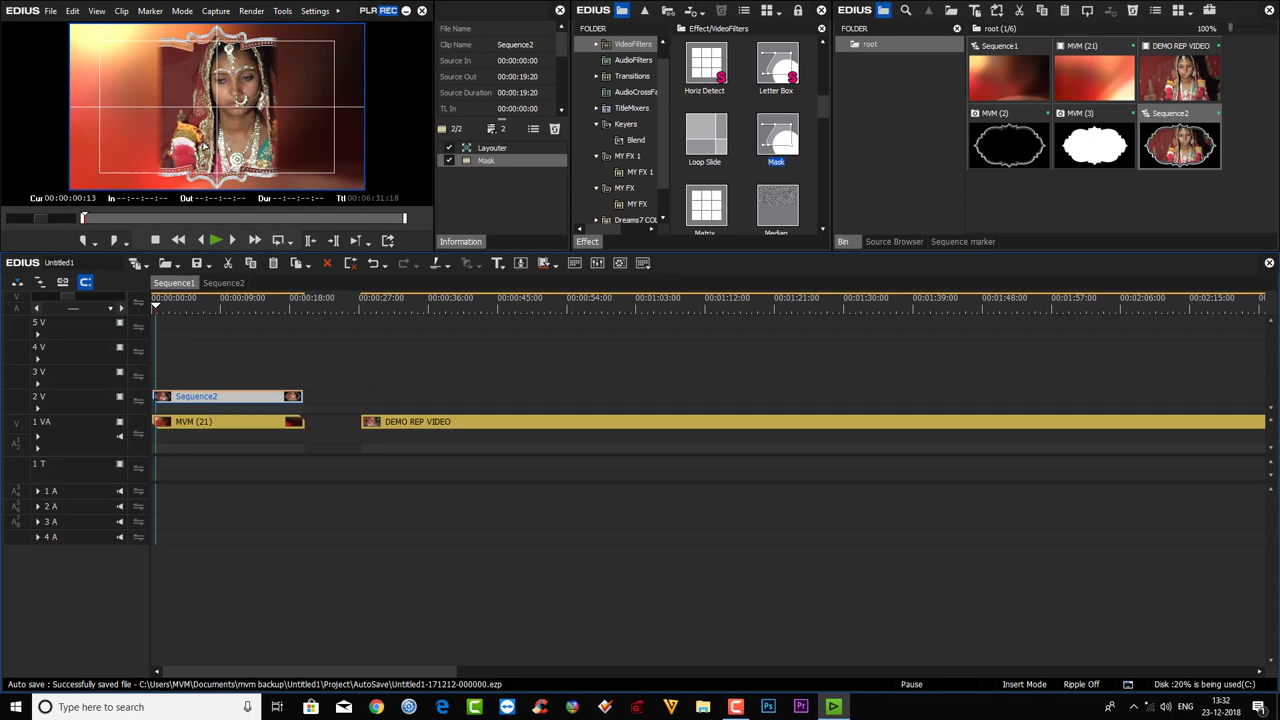 EDIUS File Edit View Clip Marker Mode Capture Render Tools Settings PLR REC
Cur 00:00:00:13 In --:--:--:-- Out --:--:--:-- Dur --:--:--:-- Ttl 00:06:31:18
File Name
Clip Name Sequence2
Source In 00:00:00:00
Source Out 00:00:19:20
Source Duration 00:00:19:20
TL In 00:00:00:00
2/2 2
Layouter
Mask
Information
EDIUS
FOLDER Effect/VideoFilters
VideoFilters
AudioFilters
Transitions
AudioCrossFa
TitleMixers
Keyers
Blend
MY FX 1
MY FX 1
MY FX
MY FX
Dreams7 COL
Horiz Detect Letter Box
Loop Slide Mask
Matrix Median
Effect
EDIUS 100%
FOLDER root (1/6)
root
Sequence1 MVM (21) DEMO REP VIDEO
MVM (2) MVM (3) Sequence2
Bin Source Browser Sequence marker
EDIUS Untitled1
Sequence1 Sequence2
00:00:00:00 00:00:09:00 00:00:18:00 00:00:27:00 00:00:36:00 00:00:45:00 00:00:54:00 00:01:03:00 00:01:12:00 00:01:21:00 00:01:30:00 00:01:39:00 00:01:48:00 00:01:57:00 00:02:06:00 00:02:15:00
V
A
5 V
4 V
3 V
2 V Sequence2
V 1 VA MVM (21) DEMO REP VIDEO
1 T
1 A
2 A
3 A
4 A
Auto save : Successfully saved file - C:\Users\MVM\Documents\mvm backup\Untitled1\Project\AutoSave\Untitled1-171212-000000.ezp Pause Insert Mode Ripple Off Disk :20% is being used(C:)
Type here to search
ENG 13:32
23-12-2018